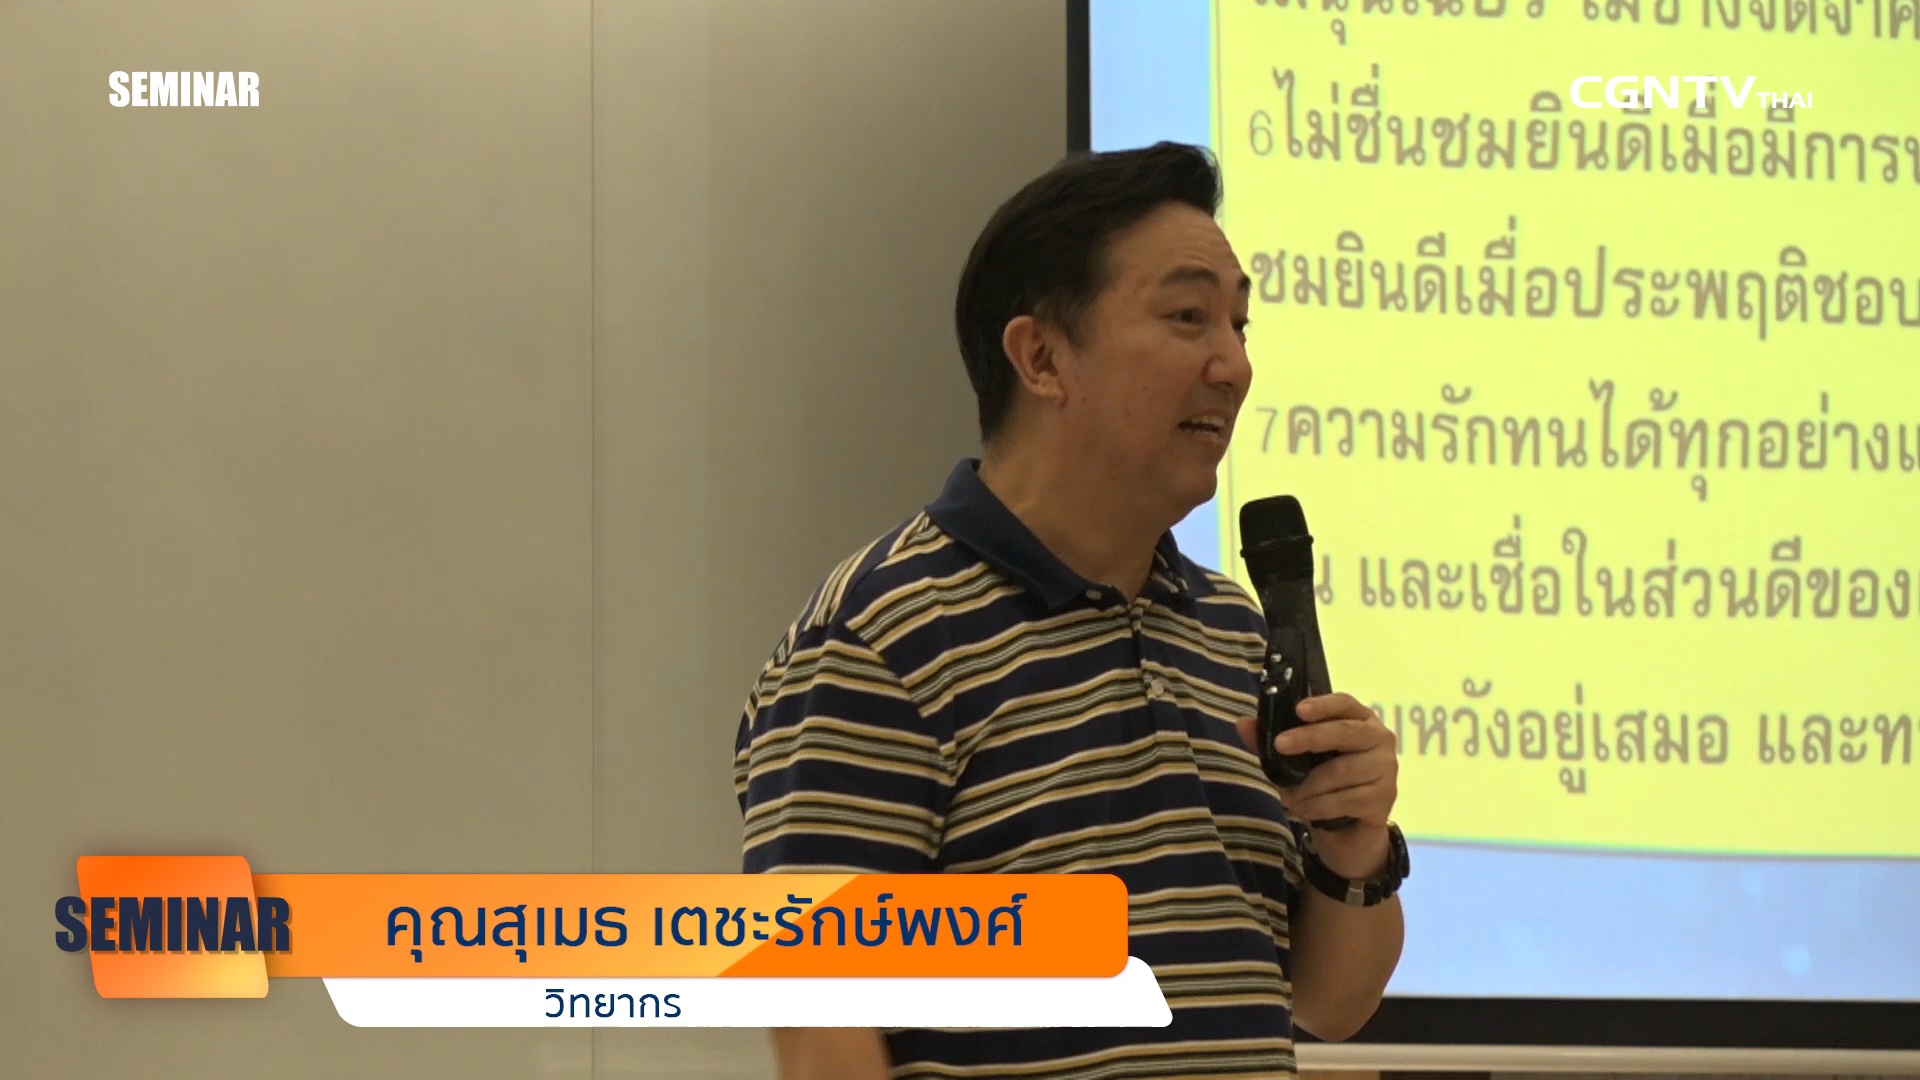 SEMINAR
CGNTV THAI
6ไม่ชื่นชมยินดีเมื่อมีการ
ชมยินดีเมื่อประพฤติชอบ
7ความรักทนได้ทุกอย่าง
และเชื่อในส่วนดีของ
หวังอยู่เสมอ และ
SEMINAR
คุณสุเมธ เตชะรักษ์พงศ์
วิทยากร